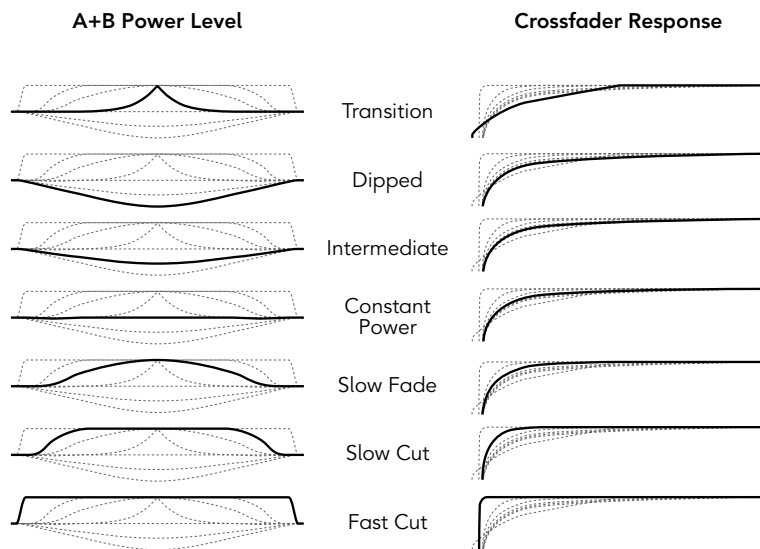 A+B Power Level
Crossfader Response
Transition
Dipped
Intermediate
Constant
Power
Slow Fade
Slow Cut
Fast Cut